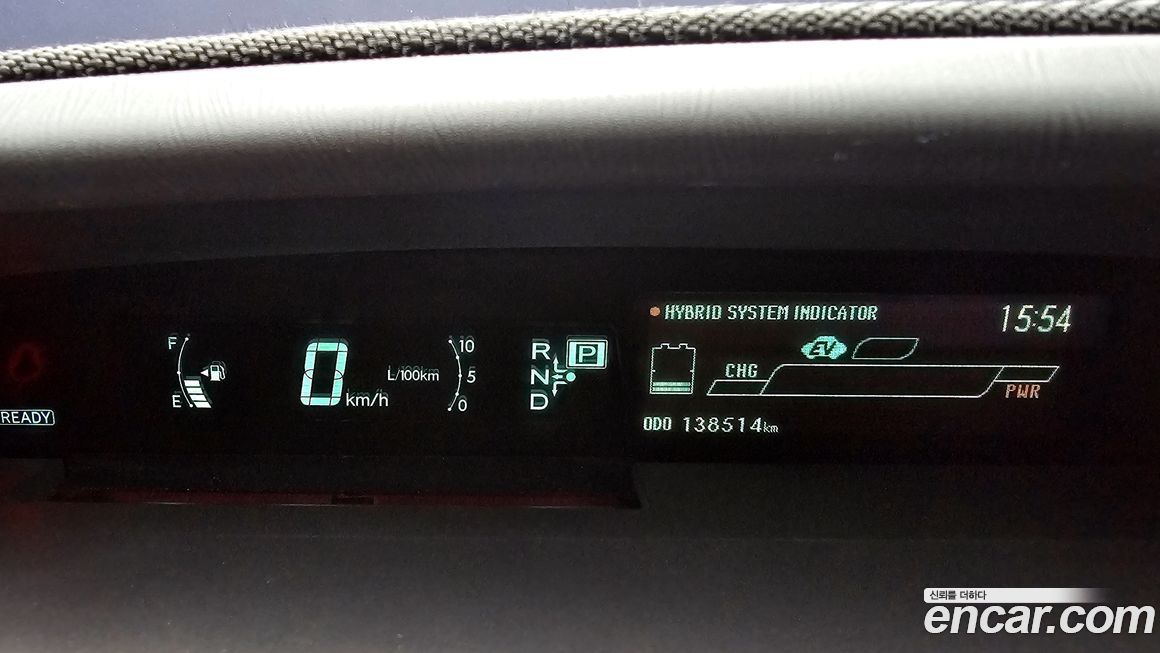 HYBRID SYSTEM INDICATOR
15:54
EV
CHG
PWR
ODO 138514km
F
E
0 km/h
L/100km
10
5
0
R
N
D
P
READY
신뢰를 더하다
encar.com